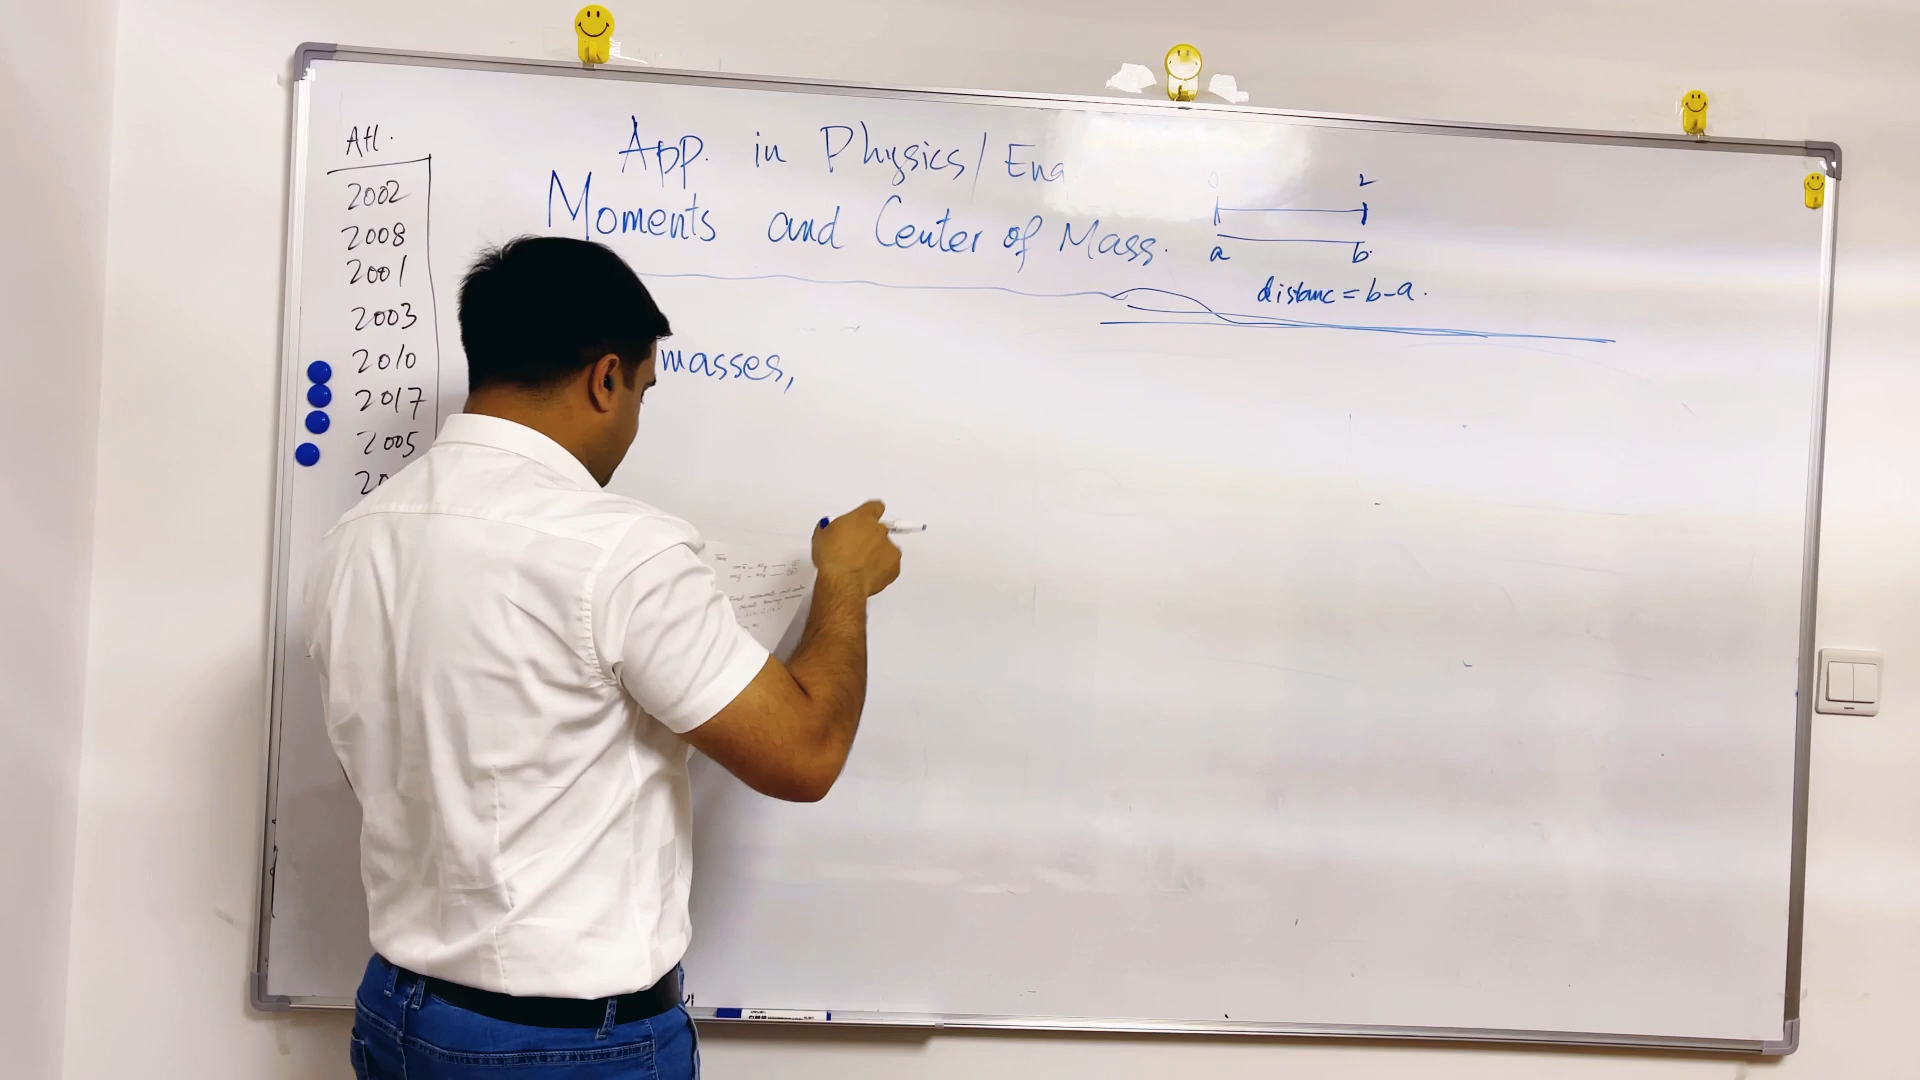 Att.
2002
2008
2001
2003
2010
2017
2005
App. in Physics/Eng
Moments and Center of Mass.
0 2
a b.
distanc = b-a.
masses,